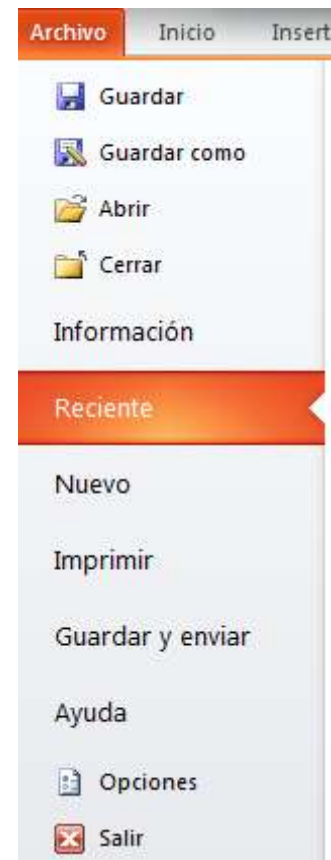 Archivo Inicio Insert
Guardar
Guardar como
Abrir
Cerrar
Información
Reciente
Nuevo
Imprimir
Guardar y enviar
Ayuda
Opciones
Salir